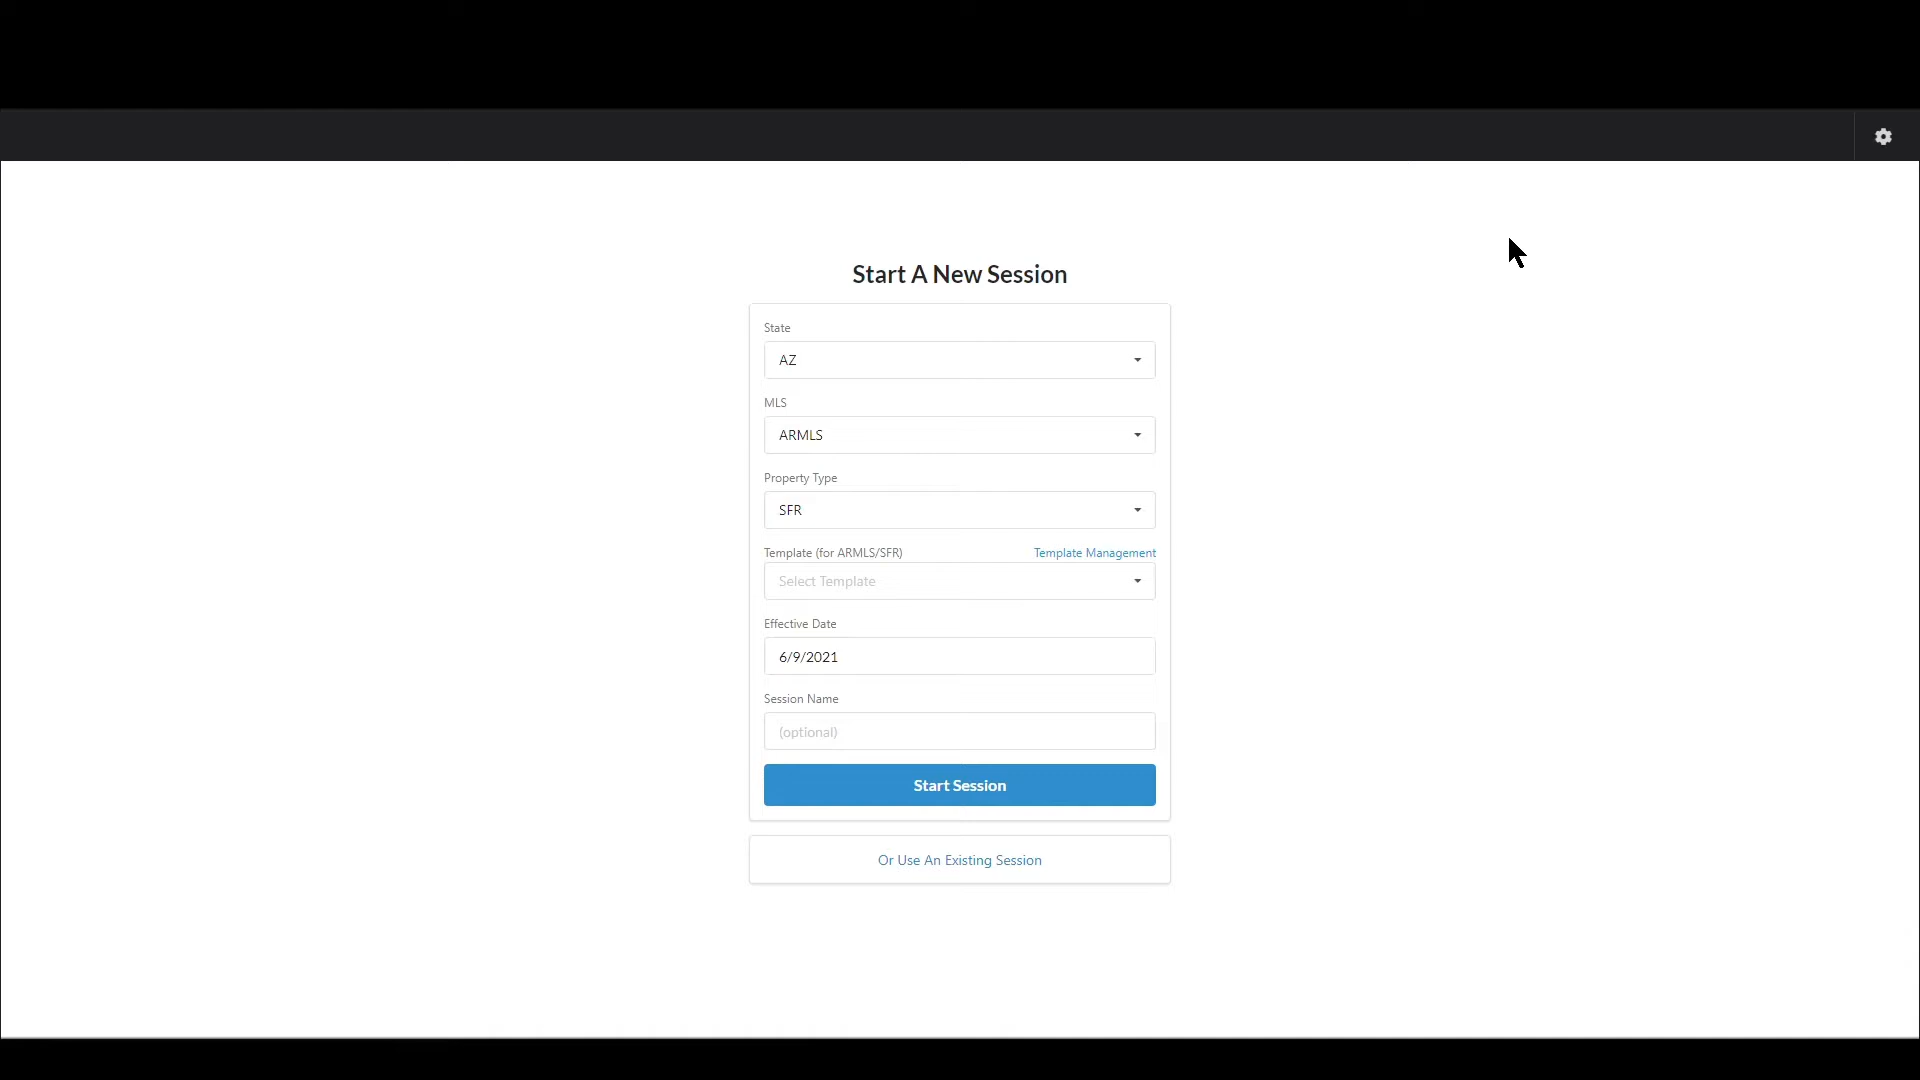 Start A New Session
State
AZ
MLS
ARMLS
Property Type
SFR
Template (for ARMLS/SFR) Template Management
Select Template
Effective Date
6/9/2021
Session Name
(optional)
Start Session
Or Use An Existing Session